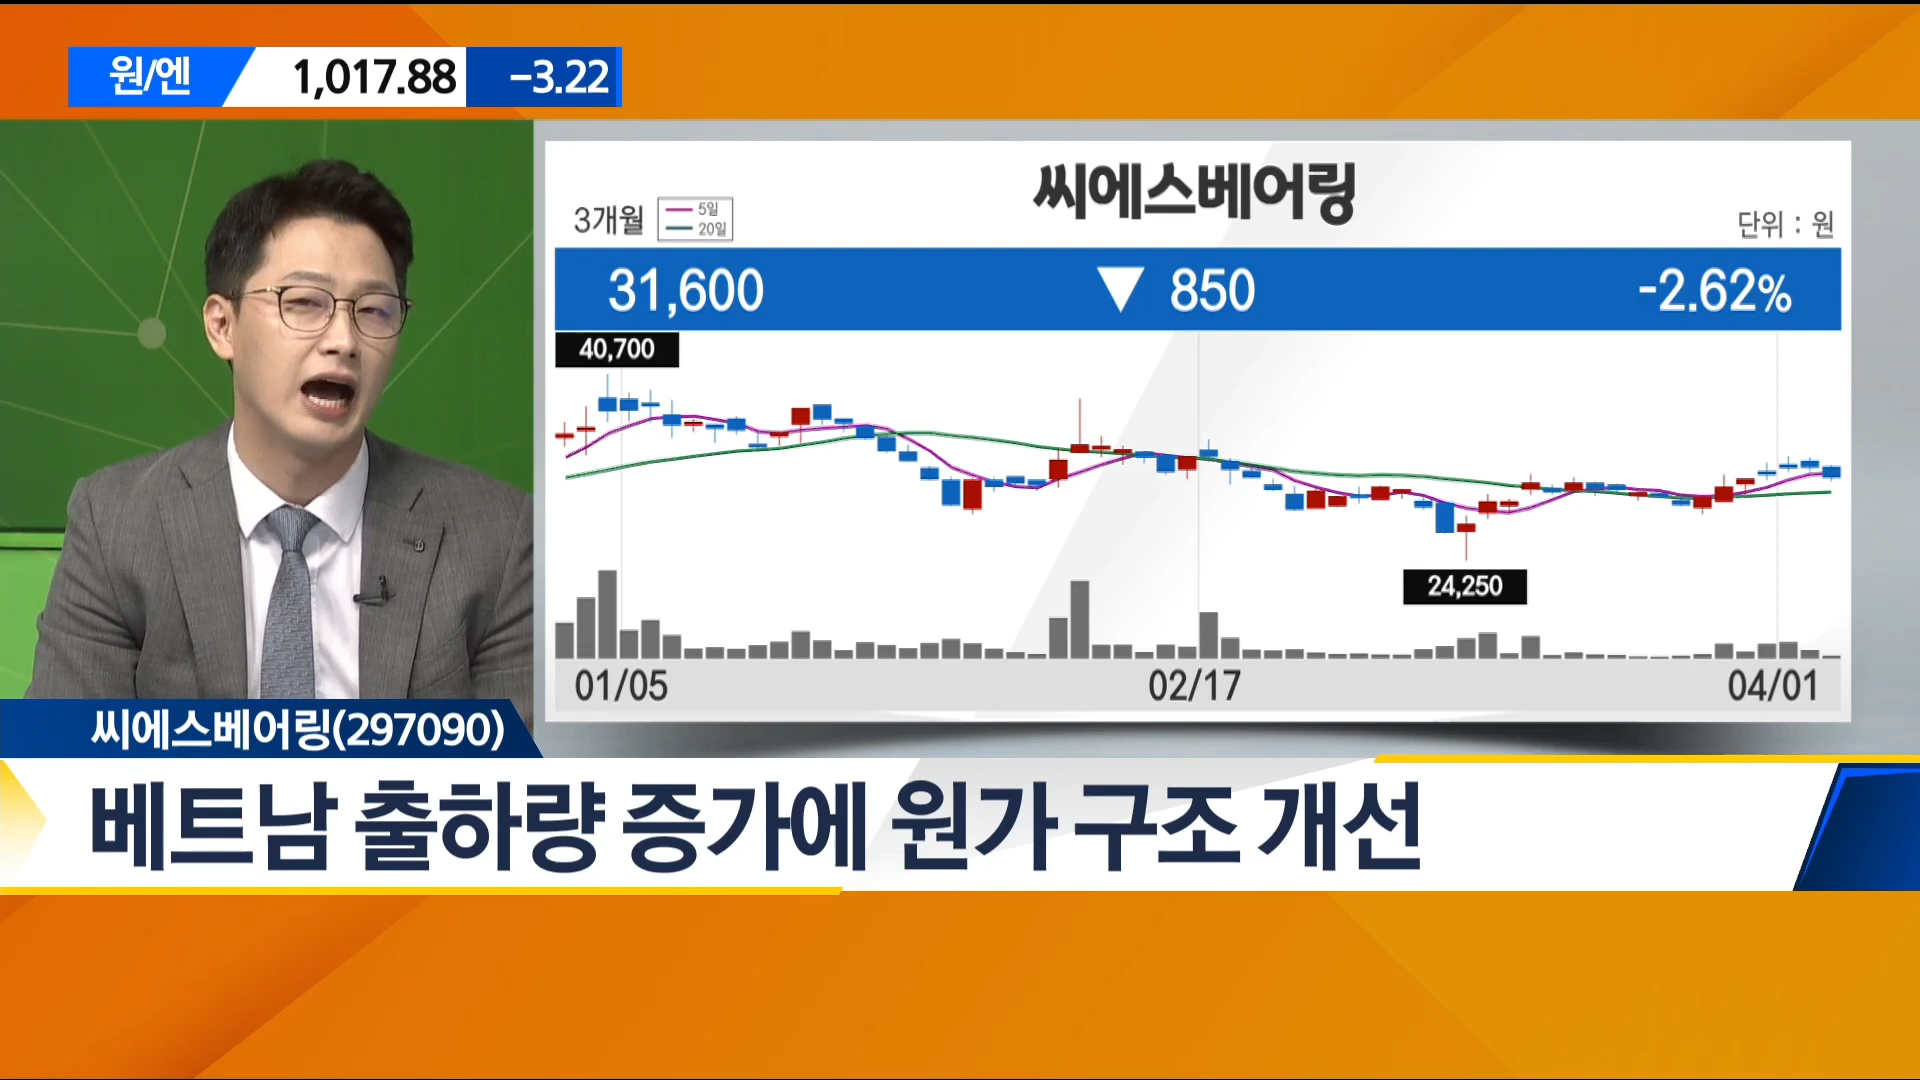 원/엔 1,017.88 -3.22
씨에스베어링
3개월 5일 20일 단위 : 원
31,600 ▼ 850 -2.62%
40,700
24,250
01/05 02/17 04/01
씨에스베어링(297090)
베트남 출하량 증가에 원가 구조 개선